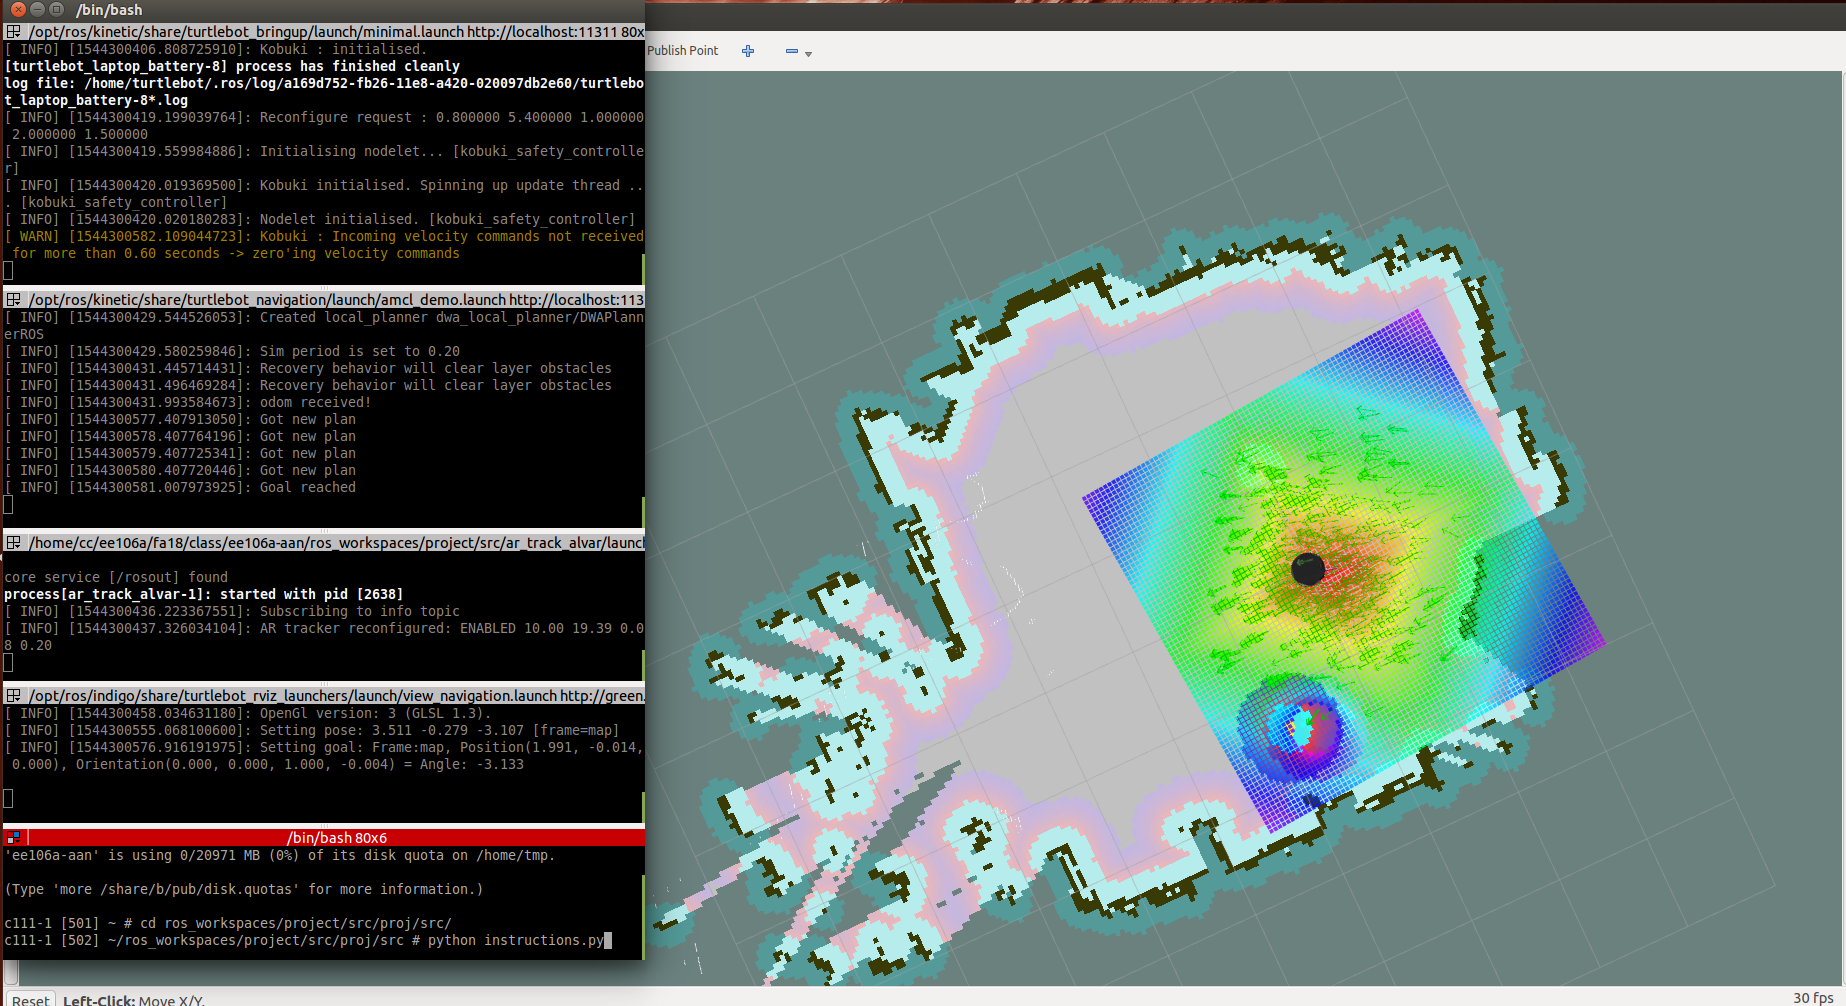 /bin/bash
/opt/ros/kinetic/share/turtlebot_bringup/launch/minimal.launch http://localhost:11311 80x
[ INFO] [1544300406.808725910]: Kobuki : initialised.
[turtlebot_laptop_battery-8] process has finished cleanly
log file: /home/turtlebot/.ros/log/a169d752-fb26-11e8-a420-020097db2e60/turtlebo
t_laptop_battery-8*.log
[ INFO] [1544300419.199039764]: Reconfigure request : 0.800000 5.400000 1.000000
2.000000 1.500000
[ INFO] [1544300419.559984886]: Initialising nodelet... [kobuki_safety_controlle
r]
[ INFO] [1544300420.019369500]: Kobuki initialised. Spinning up update thread ..
. [kobuki_safety_controller]
[ INFO] [1544300420.020180283]: Nodelet initialised. [kobuki_safety_controller]
[ WARN] [1544300582.109044723]: Kobuki : Incoming velocity commands not received
for more than 0.60 seconds -> zero'ing velocity commands
/opt/ros/kinetic/share/turtlebot_navigation/launch/amcl_demo.launch http://localhost:113
[ INFO] [1544300429.544526053]: Created local_planner dwa_local_planner/DWAPlann
erROS
[ INFO] [1544300429.580259846]: Sim period is set to 0.20
[ INFO] [1544300431.445714431]: Recovery behavior will clear layer obstacles
[ INFO] [1544300431.496469284]: Recovery behavior will clear layer obstacles
[ INFO] [1544300431.993584673]: odom received!
[ INFO] [1544300577.407913050]: Got new plan
[ INFO] [1544300578.407764196]: Got new plan
[ INFO] [1544300579.407725341]: Got new plan
[ INFO] [1544300580.407720446]: Got new plan
[ INFO] [1544300581.007973925]: Goal reached
/home/cc/ee106a/fa18/class/ee106a-aan/ros_workspaces/project/src/ar_track_alvar/launch
core service [/rosout] found
process[ar_track_alvar-1]: started with pid [2638]
[ INFO] [1544300436.223367551]: Subscribing to info topic
[ INFO] [1544300437.326034104]: AR tracker reconfigured: ENABLED 10.00 19.39 0.0
8 0.20
/opt/ros/indigo/share/turtlebot_rviz_launchers/launch/view_navigation.launch http://green.
[ INFO] [1544300458.034631180]: OpenGl version: 3 (GLSL 1.3).
[ INFO] [1544300555.068100600]: Setting pose: 3.511 -0.279 -3.107 [frame=map]
[ INFO] [1544300576.916191975]: Setting goal: Frame:map, Position(1.991, -0.014,
0.000), Orientation(0.000, 0.000, 1.000, -0.004) = Angle: -3.133
/bin/bash 80x6
'ee106a-aan' is using 0/20971 MB (0%) of its disk quota on /home/tmp.
(Type 'more /share/b/pub/disk.quotas' for more information.)
c111-1 [501] ~ # cd ros_workspaces/project/src/proj/src/
c111-1 [502] ~/ros_workspaces/project/src/proj/src # python instructions.py
Publish Point
Reset Left-Click: Move X/Y.
30 fps